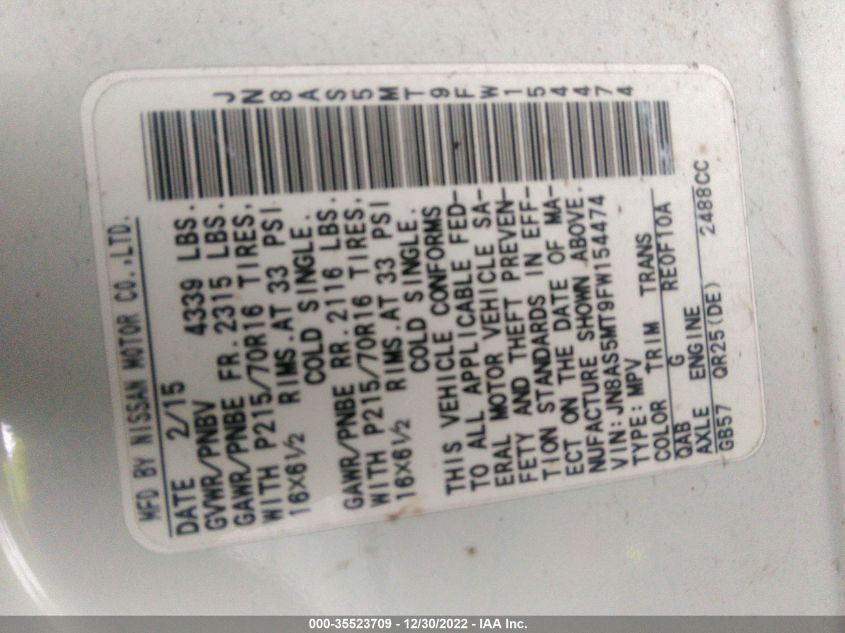 JN8AS5MT9FW154474
MFD BY NISSAN MOTOR CO.,LTD.
DATE 2/15
GVWR/PNBV 4339 LBS.
GAWR/PNBE FR. 2315 LBS.
WITH P215/70R16 TIRES,
16X6½ RIMS.AT 33 PSI
COLD SINGLE.
GAWR/PNBE RR. 2116 LBS.
WITH P215/70R16 TIRES,
16X6½ RIMS.AT 33 PSI
COLD SINGLE.
THIS VEHICLE CONFORMS
TO ALL APPLICABLE FED-
ERAL MOTOR VEHICLE SA-
FETY AND THEFT PREVEN-
TION STANDARDS IN EFF-
ECT ON THE DATE OF MA-
NUFACTURE SHOWN ABOVE.
VIN:JN8AS5MT9FW154474
TYPE: MPV
COLOR TRIM TRANS
QAB G RE0F10A
AXLE ENGINE
GB57 QR25(DE) 2488CC
000-35523709 - 12/30/2022 - IAA Inc.